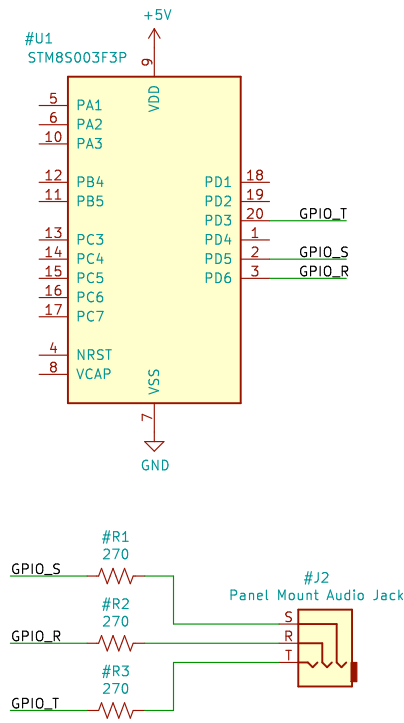 +5V
#U1
STM8S003F3P
9
VDD
5 PA1
6 PA2
10 PA3
12 PB4 PD1 18
11 PB5 PD2 19
PD3 20 GPIO_T
13 PC3 PD4 1
14 PC4 PD5 2 GPIO_S
15 PC5 PD6 3 GPIO_R
16 PC6
17 PC7
4 NRST
8 VCAP
VSS
7
GND
#R1
270
GPIO_S
#R2
270
GPIO_R
#R3
270
GPIO_T
#J2
Panel Mount Audio Jack
S
R
T